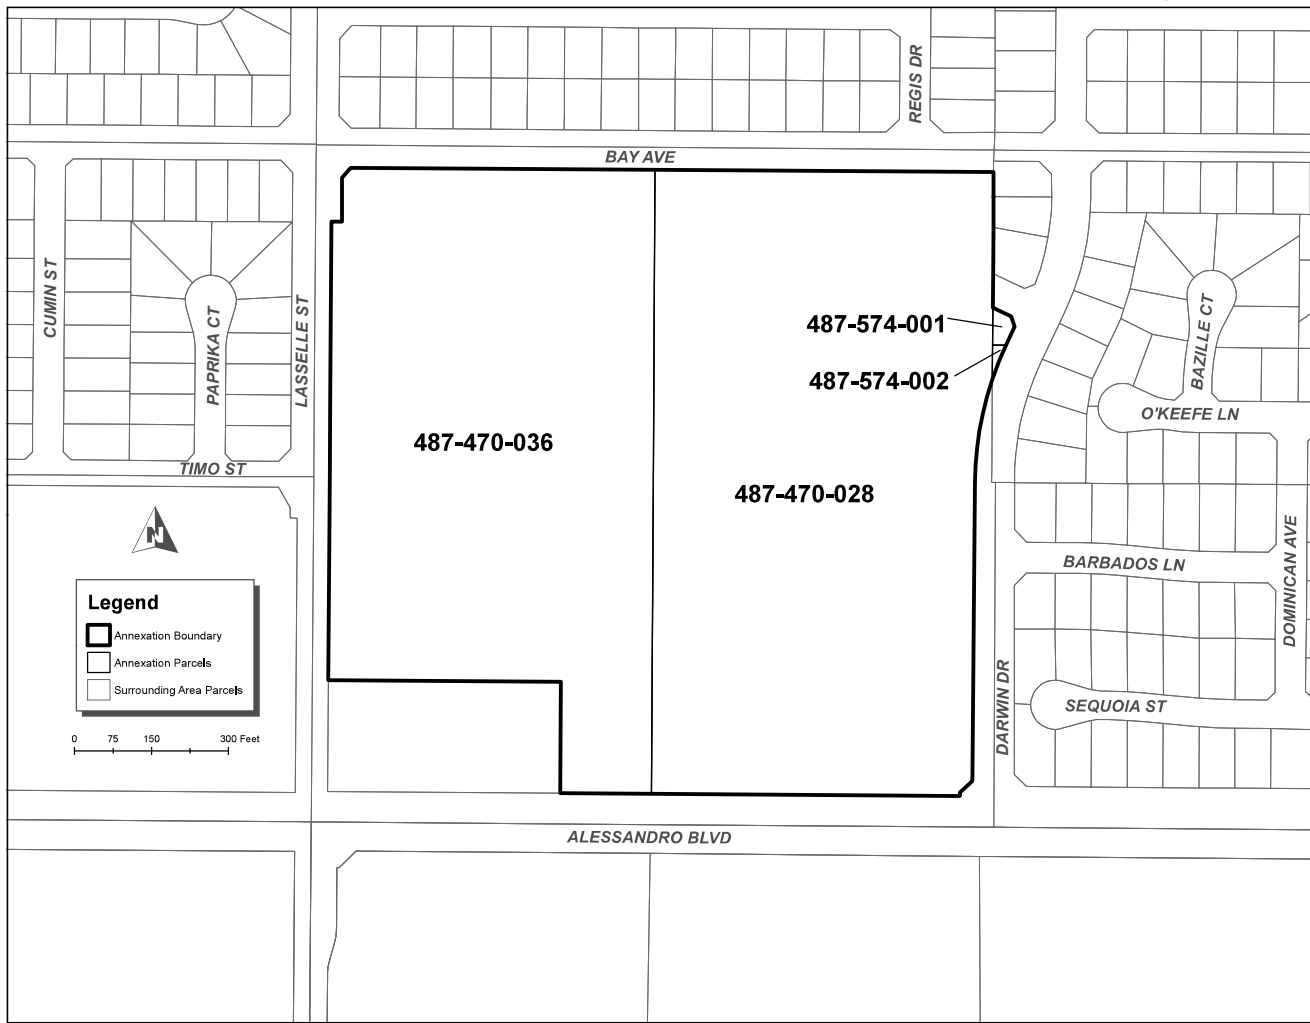 REGIS DR
BAY AVE
CUMIN ST
PAPRIKA CT
LASSELLE ST
TIMO ST
487-574-001
487-574-002
487-470-036
487-470-028
BAZILLE CT
O'KEEFE LN
BARBADOS LN
DOMINICAN AVE
SEQUOIA ST
DARWIN DR
ALESSANDRO BLVD
N
Legend
Annexation Boundary
Annexation Parcels
Surrounding Area Parcels
0 75 150 300 Feet